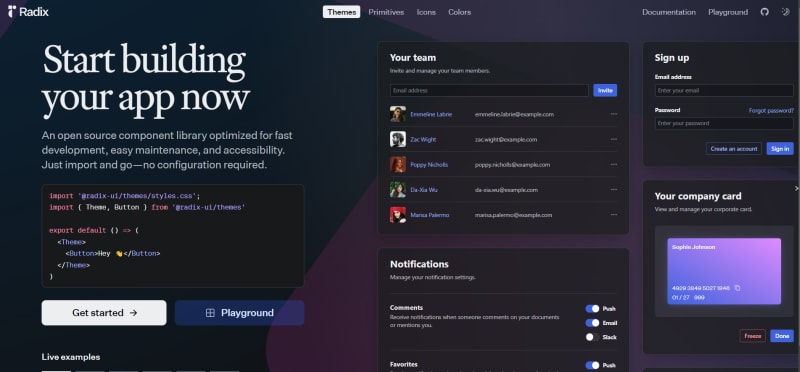 Radix
Themes Primitives Icons Colors
Documentation Playground
Start building
your app now
An open source component library optimized for fast
development, easy maintenance, and accessibility.
Just import and go—no configuration required.
import '@radix-ui/themes/styles.css';
import { Theme, Button } from '@radix-ui/themes'
export default () => (
<Theme>
<Button>Hey 👋</Button>
</Theme>
)
Get started →
Playground
Live examples
Your team
Invite and manage your team members.
Email address
Invite
Emmeline Labrie emmeline.labrie@example.com
Zac Wight zac.wight@example.com
Poppy Nicholls poppy.nicholls@example.com
Da-Xia Wu da-xia.wu@example.com
Marisa Palermo marisa.palermo@example.com
Notifications
Manage your notification settings.
Comments
Receive notifications when someone comments on your documents
or mentions you.
Push
Email
Slack
Favorites
Push
Sign up
Email address
Enter your email
Password Forgot password?
Enter your password
Create an account Sign in
Your company card
View and manage your corporate card.
Sophie Johnson
4929 3849 5027 1846
01 / 27 999
Freeze Done